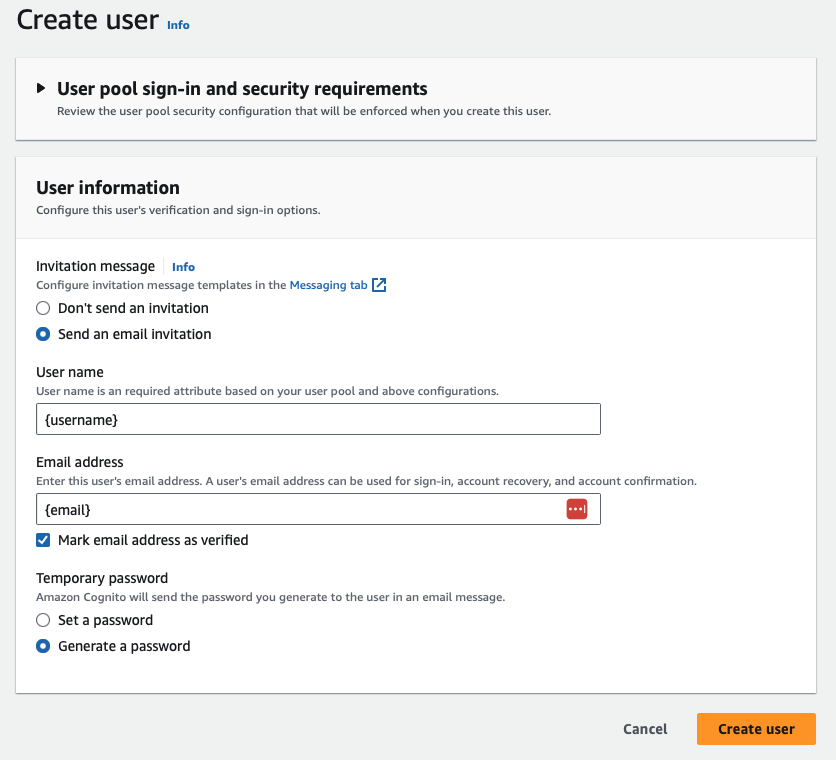 Create user Info
User pool sign-in and security requirements
Review the user pool security configuration that will be enforced when you create this user.
User information
Configure this user's verification and sign-in options.
Invitation message Info
Configure invitation message templates in the Messaging tab
Don't send an invitation
Send an email invitation
User name
User name is an required attribute based on your user pool and above configurations.
{username}
Email address
Enter this user's email address. A user's email address can be used for sign-in, account recovery, and account confirmation.
{email}
Mark email address as verified
Temporary password
Amazon Cognito will send the password you generate to the user in an email message.
Set a password
Generate a password
Cancel Create user